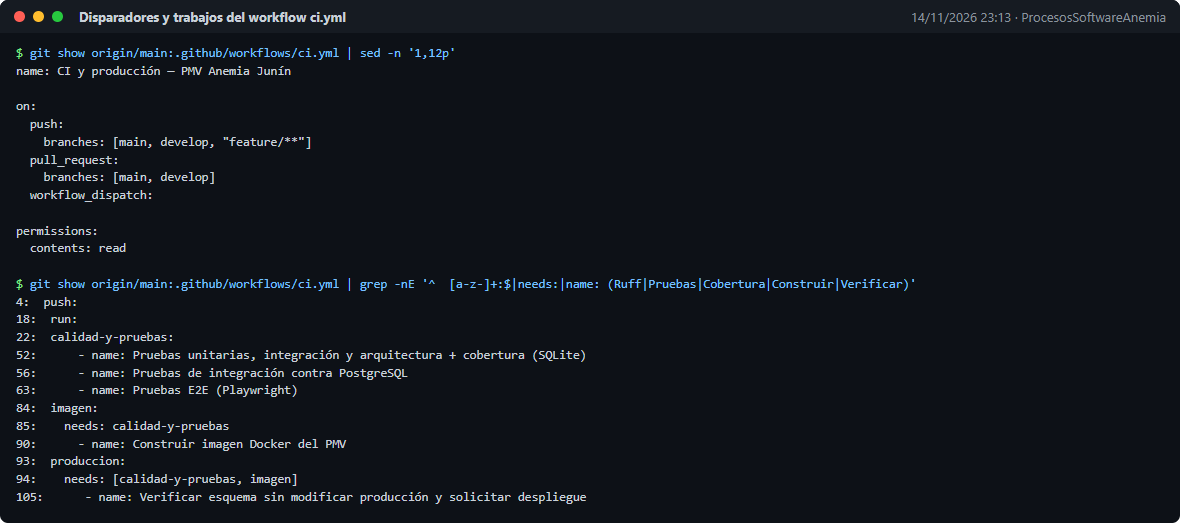 Disparadores y trabajos del workflow ci.yml
14/11/2026 23:13 · ProcesosSoftwareAnemia
$ git show origin/main:.github/workflows/ci.yml | sed -n '1,12p'
name: CI y producción — PMV Anemia Junín
on:
  push:
    branches: [main, develop, "feature/**"]
  pull_request:
    branches: [main, develop]
  workflow_dispatch:
permissions:
  contents: read
$ git show origin/main:.github/workflows/ci.yml | grep -nE '^  [a-z-]+:$|needs:|name: (Ruff|Pruebas|Cobertura|Construir|Verificar)'
4:  push:
18:  run:
22:  calidad-y-pruebas:
52:      - name: Pruebas unitarias, integración y arquitectura + cobertura (SQLite)
56:      - name: Pruebas de integración contra PostgreSQL
63:      - name: Pruebas E2E (Playwright)
84:  imagen:
85:    needs: calidad-y-pruebas
90:      - name: Construir imagen Docker del PMV
93:  produccion:
94:    needs: [calidad-y-pruebas, imagen]
105:      - name: Verificar esquema sin modificar producción y solicitar despliegue